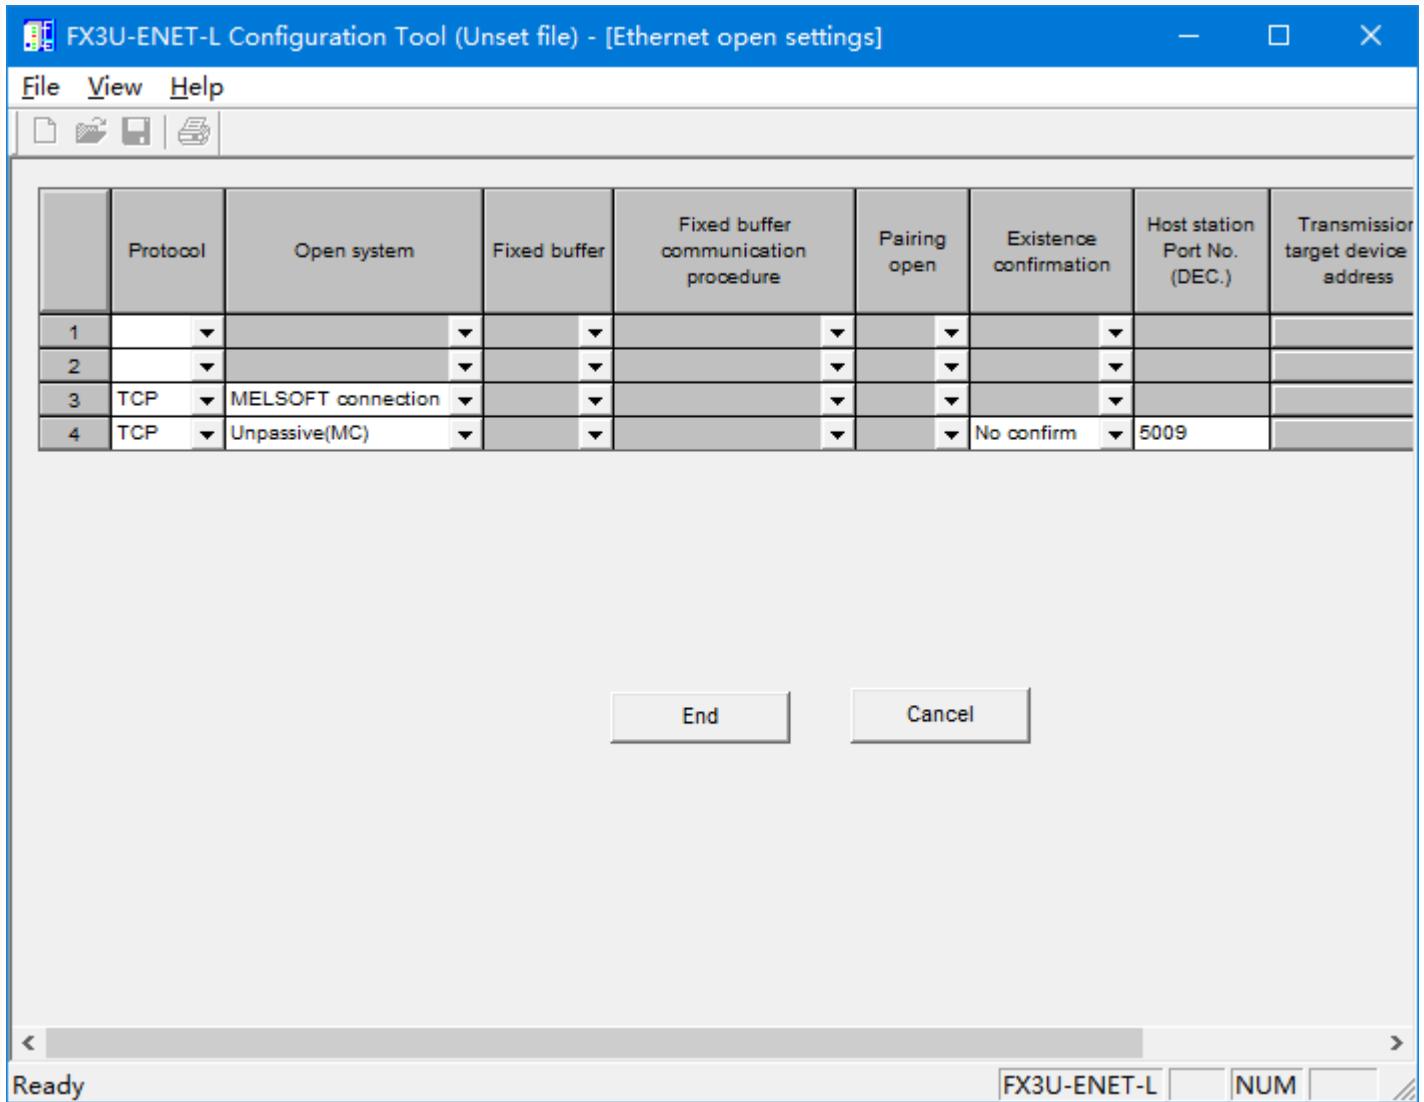 FX3U-ENET-L Configuration Tool (Unset file) - [Ethernet open settings]
File View Help
Protocol Open system Fixed buffer Fixed buffer communication procedure Pairing open Existence confirmation Host station Port No. (DEC.) Transmission target device address
1
2
3 TCP MELSOFT connection
4 TCP Unpassive(MC) No confirm 5009
End Cancel
Ready FX3U-ENET-L NUM